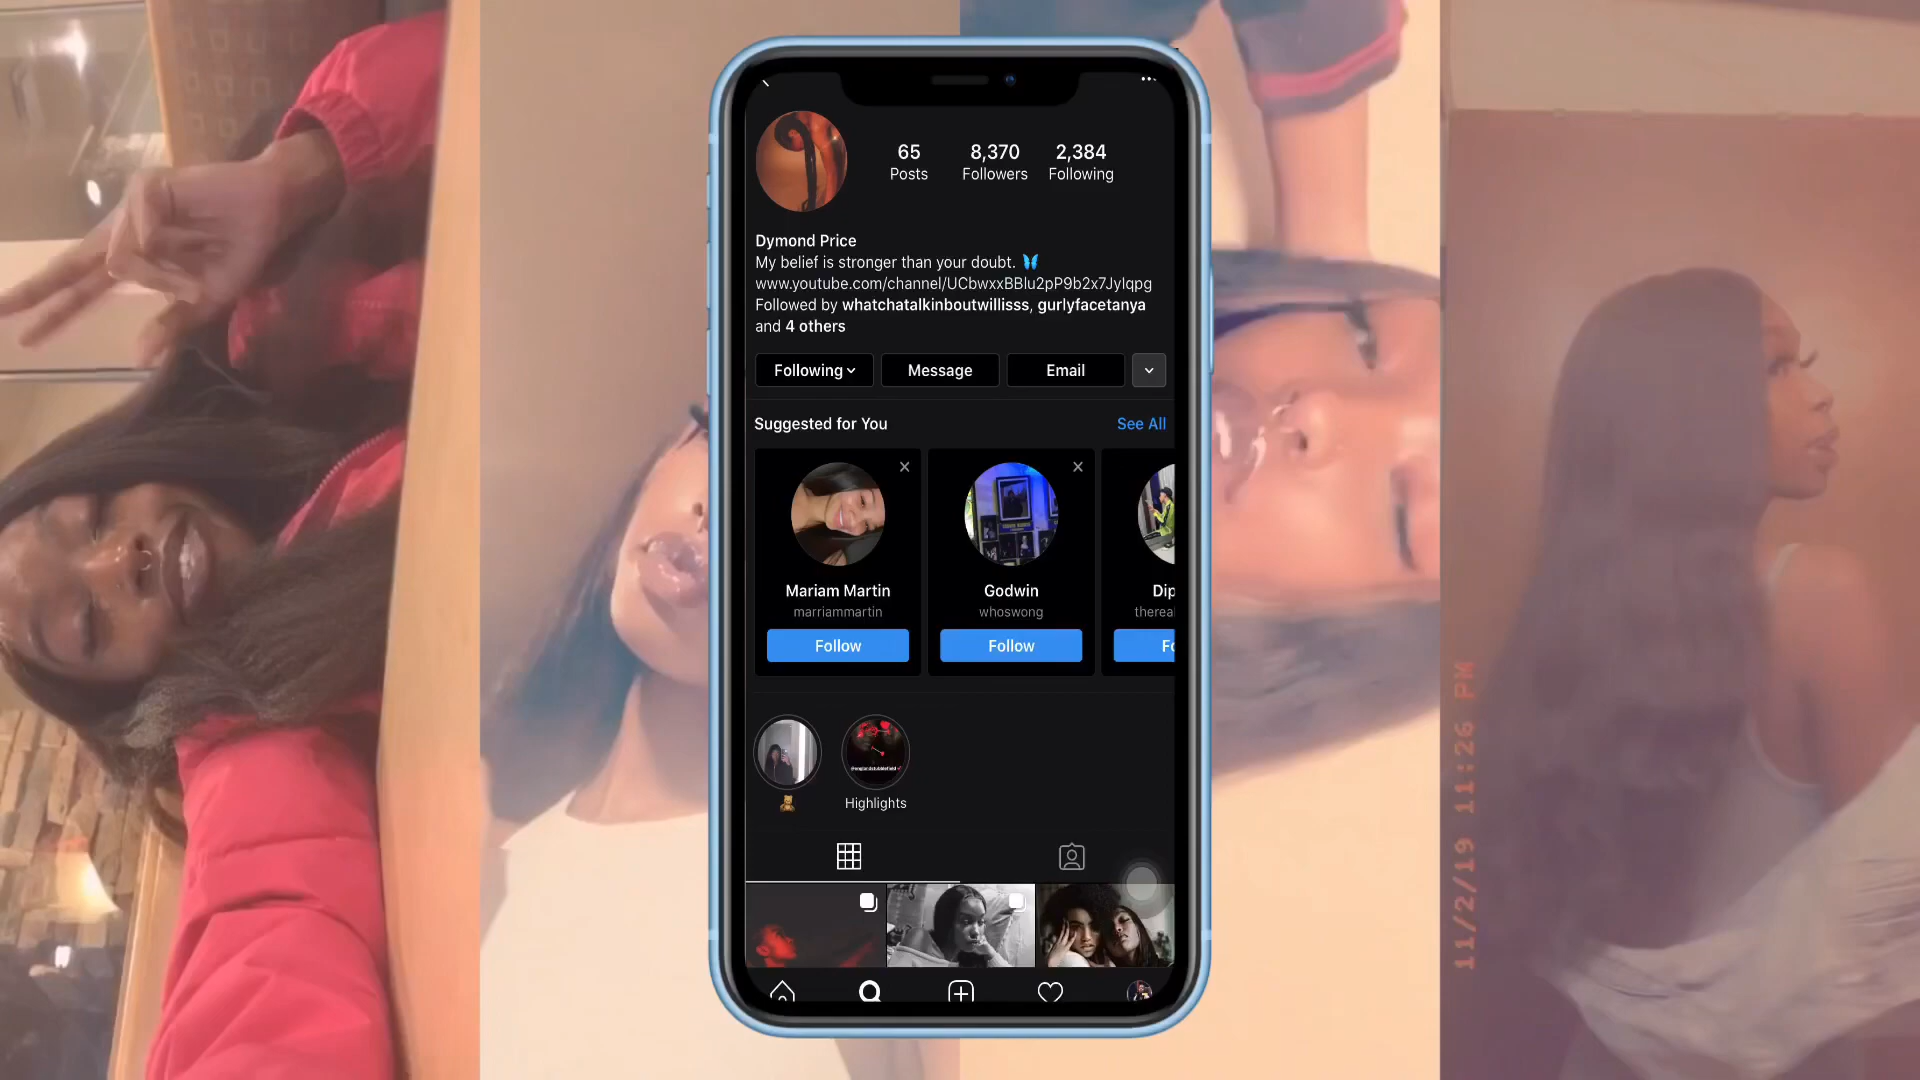 65
8,370
2,384
Posts
Followers
Following
Dymond Price
My belief is stronger than your doubt.
www.youtube.com/channel/UCbwxxBBlu2pP9b2x7Jylqpg
Followed by whatchatalkinboutwillisss, gurlyfacetanya
and 4 others
Following
Message
Email
Suggested for You
See All
Mariam Martin
Godwin
Dip
marriammartin
whoswong
thereal
Follow
Follow
Fo
Highlights
11/2/19 11:26 PM